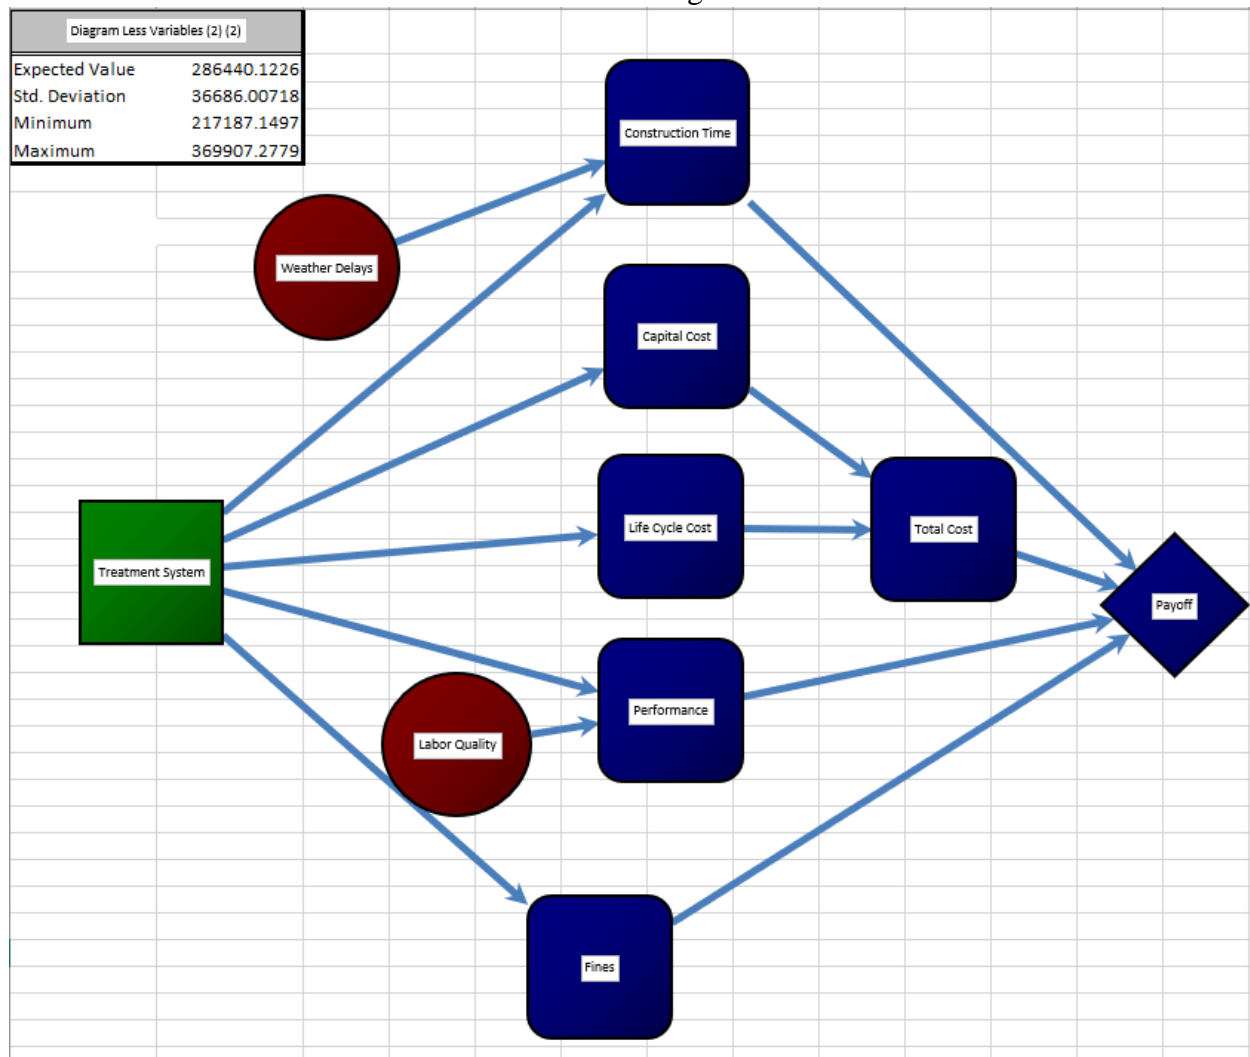 Diagram Less Variables (2) (2)
Expected Value 286440.1226
Std. Deviation 36686.00718
Minimum 217187.1497
Maximum 369907.2779
Construction Time
Weather Delays
Capital Cost
Life Cycle Cost
Total Cost
Treatment System
Payoff
Performance
Labor Quality
Fines